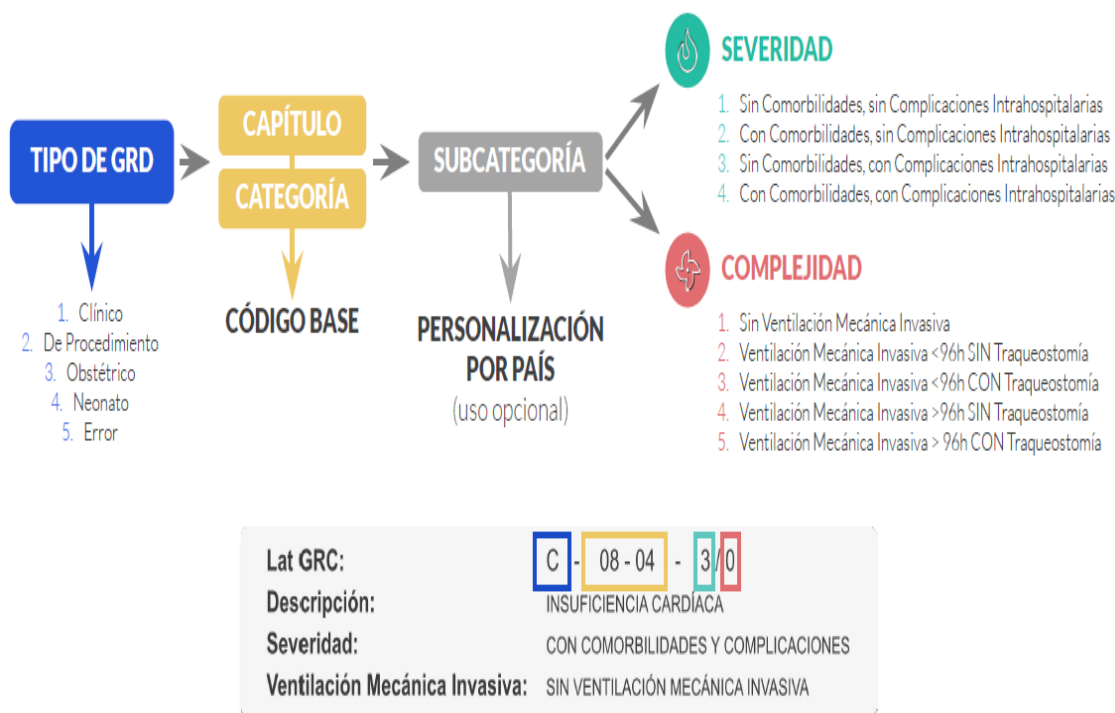 TIPO DE GRD
1. Clínico
2. De Procedimiento
3. Obstétrico
4. Neonato
5. Error
CAPÍTULO
CATEGORÍA
CÓDIGO BASE
SUBCATEGORÍA
PERSONALIZACIÓN
POR PAÍS
(uso opcional)
SEVERIDAD
1. Sin Comorbilidades, sin Complicaciones Intrahospitalarias
2. Con Comorbilidades, sin Complicaciones Intrahospitalarias
3. Sin Comorbilidades, con Complicaciones Intrahospitalarias
4. Con Comorbilidades, con Complicaciones Intrahospitalarias
COMPLEJIDAD
1. Sin Ventilación Mecánica Invasiva
2. Ventilación Mecánica Invasiva <96h SIN Traqueostomía
3. Ventilación Mecánica Invasiva <96h CON Traqueostomía
4. Ventilación Mecánica Invasiva >96h SIN Traqueostomía
5. Ventilación Mecánica Invasiva > 96h CON Traqueostomía
Lat GRC: C - 08 - 04 - 3/0
Descripción: INSUFICIENCIA CARDÍACA
Severidad: CON COMORBILIDADES Y COMPLICACIONES
Ventilación Mecánica Invasiva: SIN VENTILACIÓN MECÁNICA INVASIVA